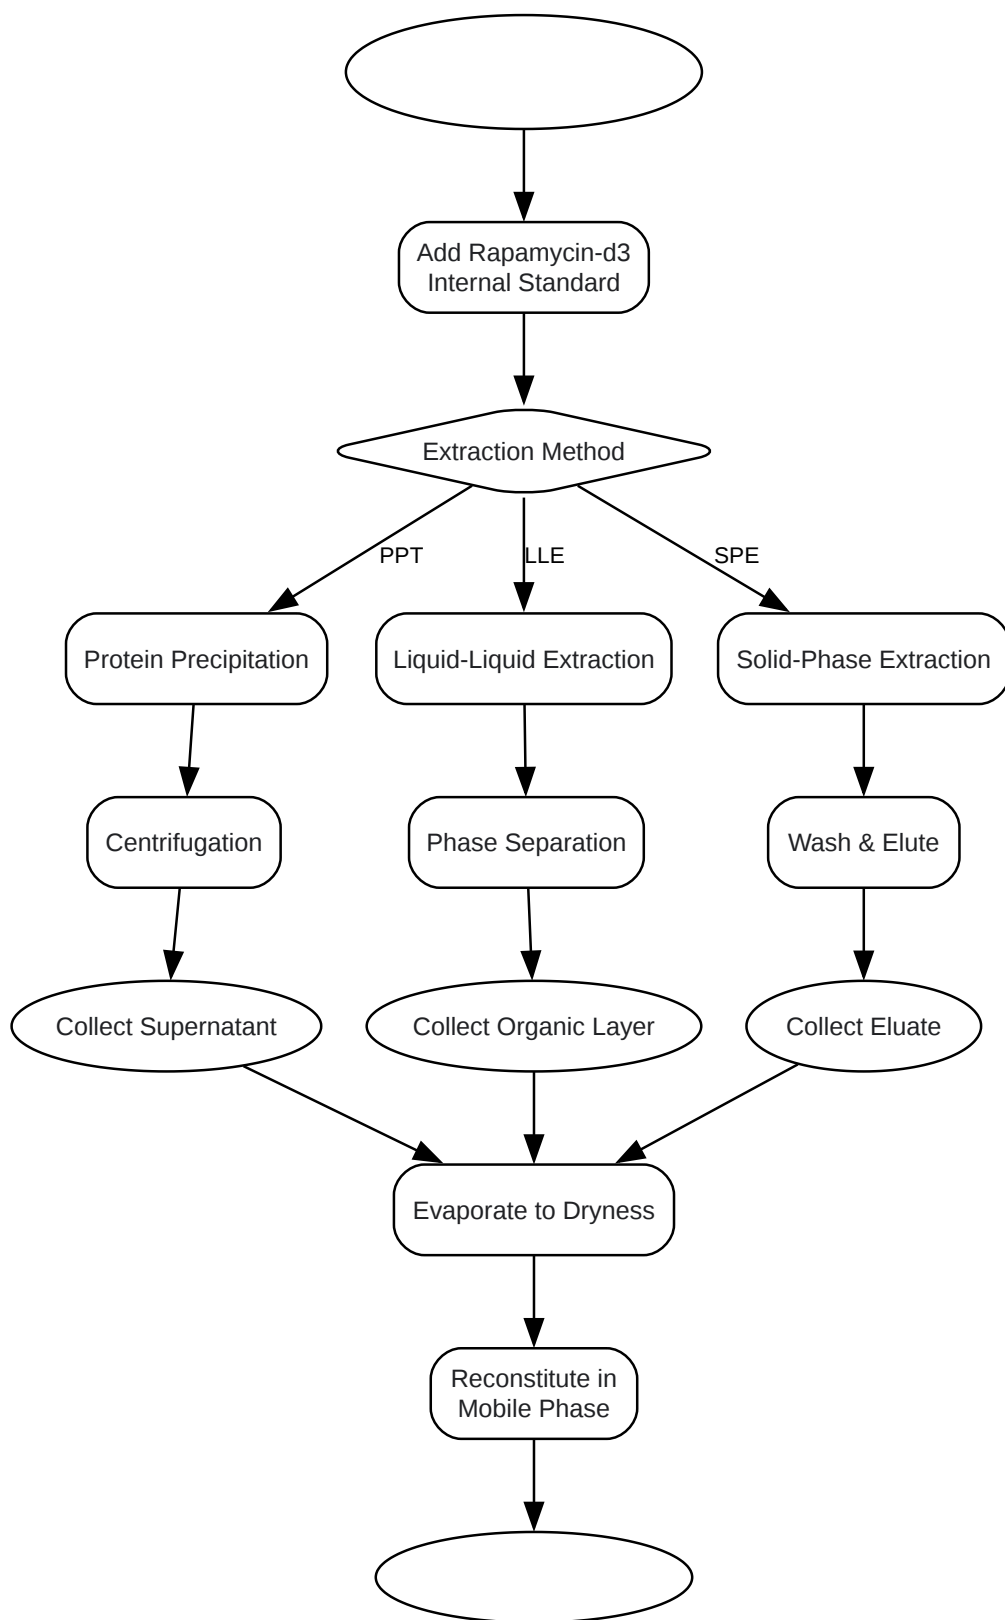 Add Rapamycin-d3
Internal Standard
Extraction Method
PPT
LLE
SPE
Protein Precipitation
Liquid-Liquid Extraction
Solid-Phase Extraction
Centrifugation
Phase Separation
Wash & Elute
Collect Supernatant
Collect Organic Layer
Collect Eluate
Evaporate to Dryness
Reconstitute in
Mobile Phase